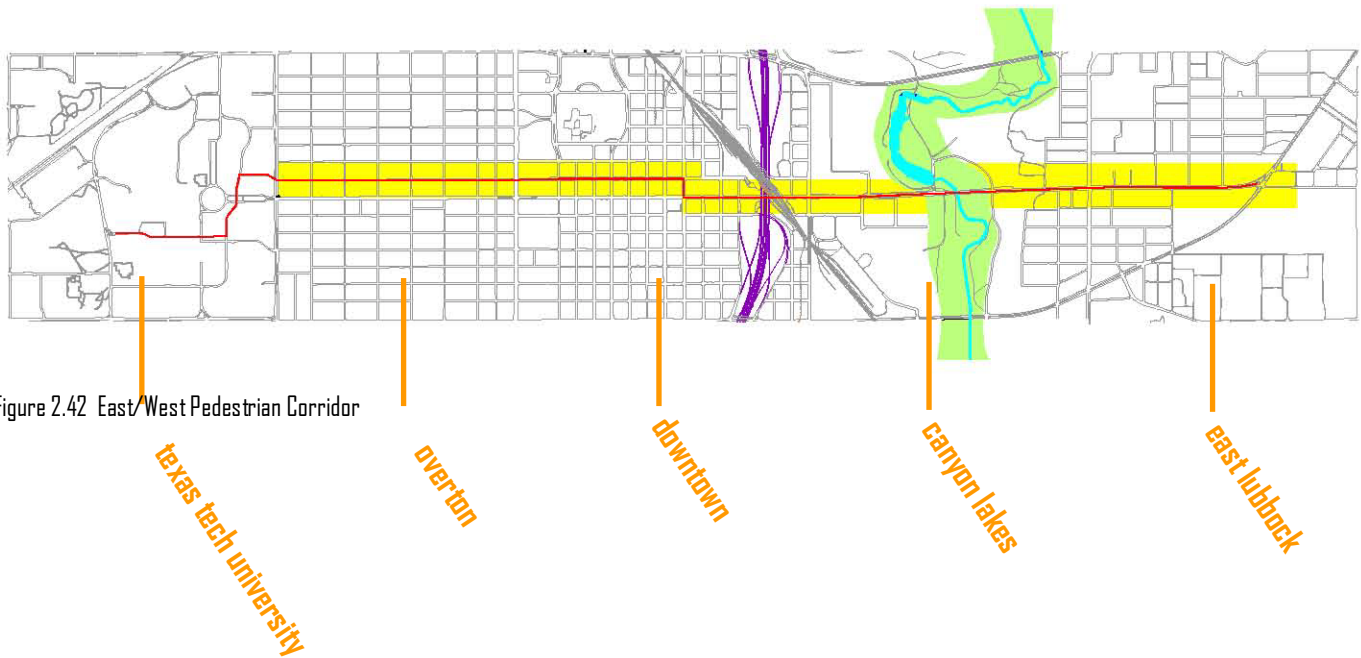 Figure 2.42 East/West Pedestrian Corridor
texas tech university
overton
downtown
canyon lakes
east lubbock